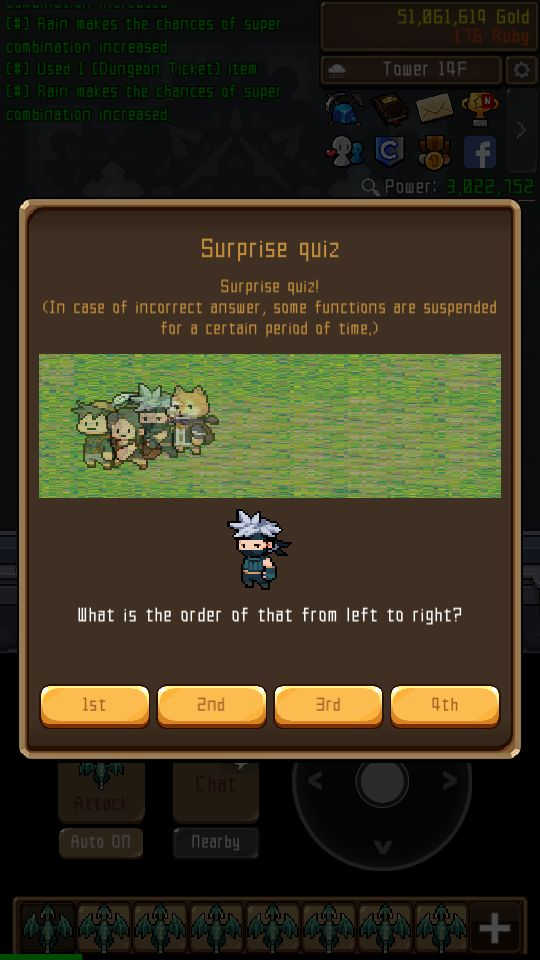 combination increased.
[#] Rain makes the chances of super
combination increased.
[#] Used 1 [Dungeon Ticket] item
[#] Rain makes the chances of super
combination increased.
51,061,614 Gold
176 Ruby
Tower 14F
N
C
f
Power: 3,022,752
Surprise quiz
Surprise quiz!
(In case of incorrect answer, some functions are suspended
for a certain period of time.)
What is the order of that from left to right?
1st
2nd
3rd
4th
Attack
Chat
Auto ON
Nearby